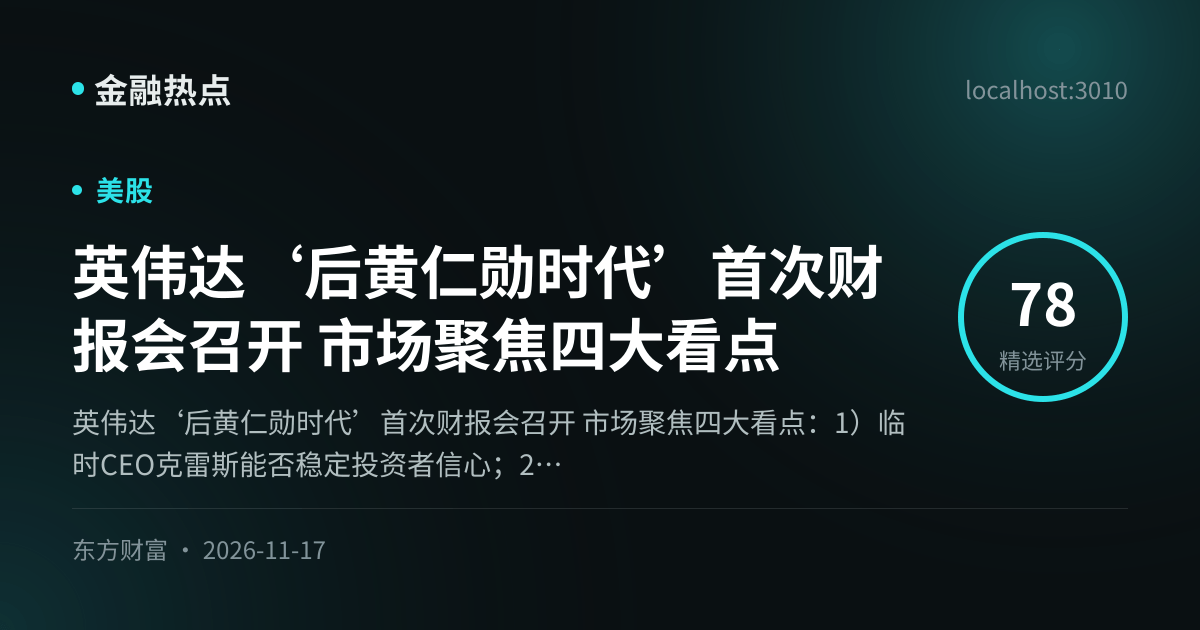 金融热点
localhost:3010
美股
英伟达‘后黄仁勋时代’首次财
报会召开 市场聚焦四大看点
78
精选评分
英伟达‘后黄仁勋时代’首次财报会召开 市场聚焦四大看点：1）临
时CEO克雷斯能否稳定投资者信心；2…
东方财富 · 2026-11-17